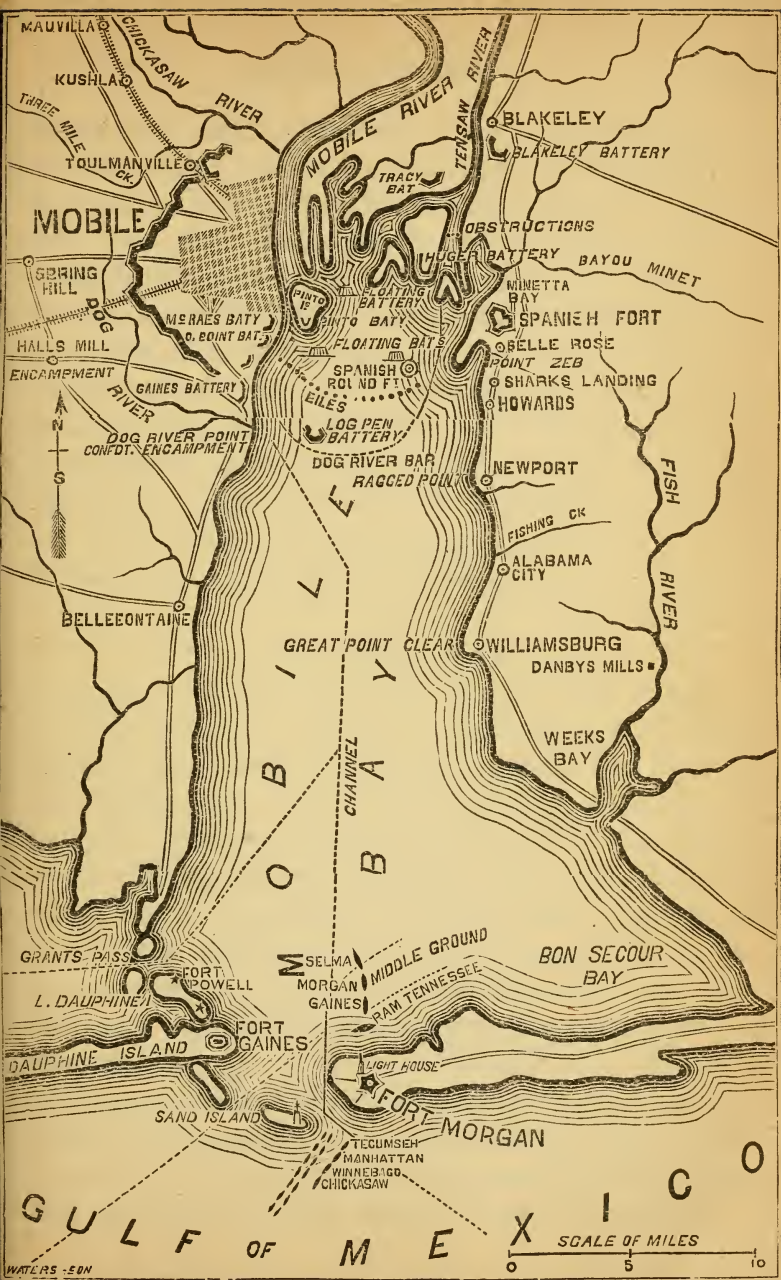 MAUVILLA
CHICKASAW RIVER
KUSHLA
THREE MILE CK.
TOULMANVILLE
MOBILE RIVER
TENSAW RIVER
BLAKELEY
BLAKELEY BATTERY
TRACY BAT
MOBILE
OBSTRUCTIONS
HUGER BATTERY
BAYOU MINET
SPRING HILL
MINETTA BAY
FLOATING BATTERY
PINTO IS
PINTO BATY
McRAES BATY
O. POINT BAT.
SPANISH FORT
DOG RIVER
HALLS MILL
ENCAMPMENT
FLOATING BATS
BELLE ROSE
POINT ZEB
SPANISH ROUND FT
SHARKS LANDING
GAINES BATTERY
HOWARDS
N
S
LOG PEN BATTERY
DOG RIVER POINT
CONFDT. ENCAMPMENT
DOG RIVER BAR
RAGGED POINT
NEWPORT
FISH RIVER
FISHING CK
ALABAMA CITY
BELLEFONTAINE
GREAT POINT CLEAR
WILLIAMSBURG
DANBYS MILLS
MOBILE BAY
CHANNEL
WEEKS BAY
GRANTS PASS
FORT POWELL
L. DAUPHINE I
SELMA
MORGAN
GAINES
MIDDLE GROUND
RAM TENNESSEE
BON SECOUR BAY
DAUPHINE ISLAND
FORT GAINES
LIGHT HOUSE
FORT MORGAN
SAND ISLAND
TECUMSEH
MANHATTAN
WINNEBAGO
CHICKASAW
GULF OF MEXICO
SCALE OF MILES
0 5 10
WATERS-SON